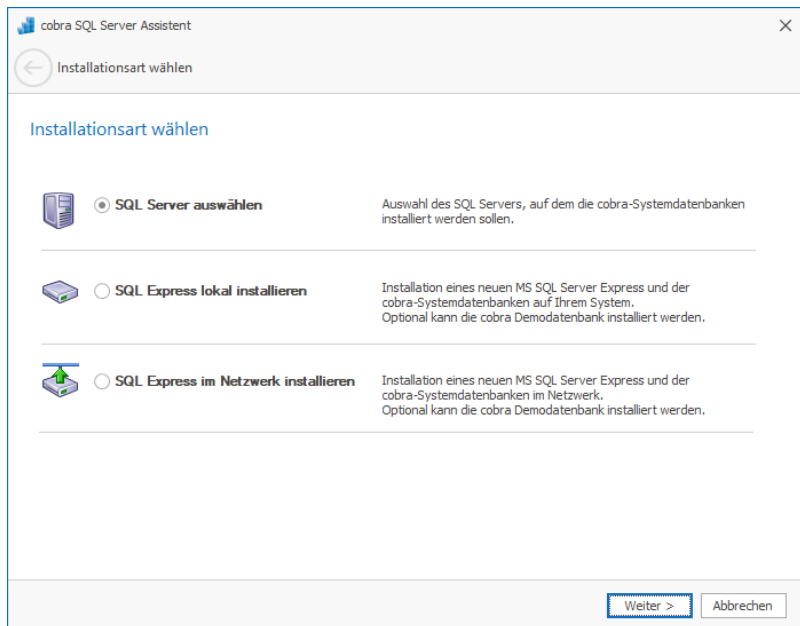 cobra SQL Server Assistent
Installationsart wählen
Installationsart wählen
SQL Server auswählen
Auswahl des SQL Servers, auf dem die cobra-Systemdatenbanken
installiert werden sollen.
SQL Express lokal installieren
Installation eines neuen MS SQL Server Express und der
cobra-Systemdatenbanken auf Ihrem System.
Optional kann die cobra Demodatenbank installiert werden.
SQL Express im Netzwerk installieren
Installation eines neuen MS SQL Server Express und der
cobra-Systemdatenbanken im Netzwerk.
Optional kann die cobra Demodatenbank installiert werden.
Weiter >
Abbrechen